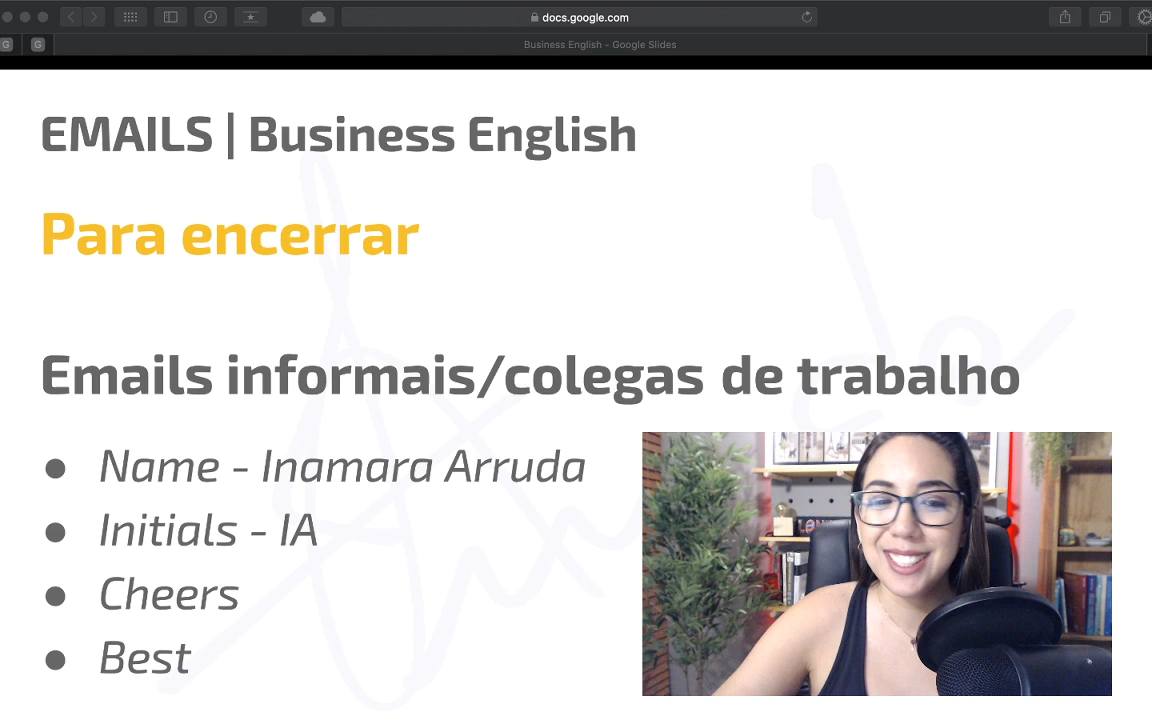 docs.google.com
G
G
Business English - Google Slides
EMAILS | Business English
Para encerrar
Emails informais/colegas de trabalho
● Name - Inamara Arruda
● Initials - IA
● Cheers
● Best